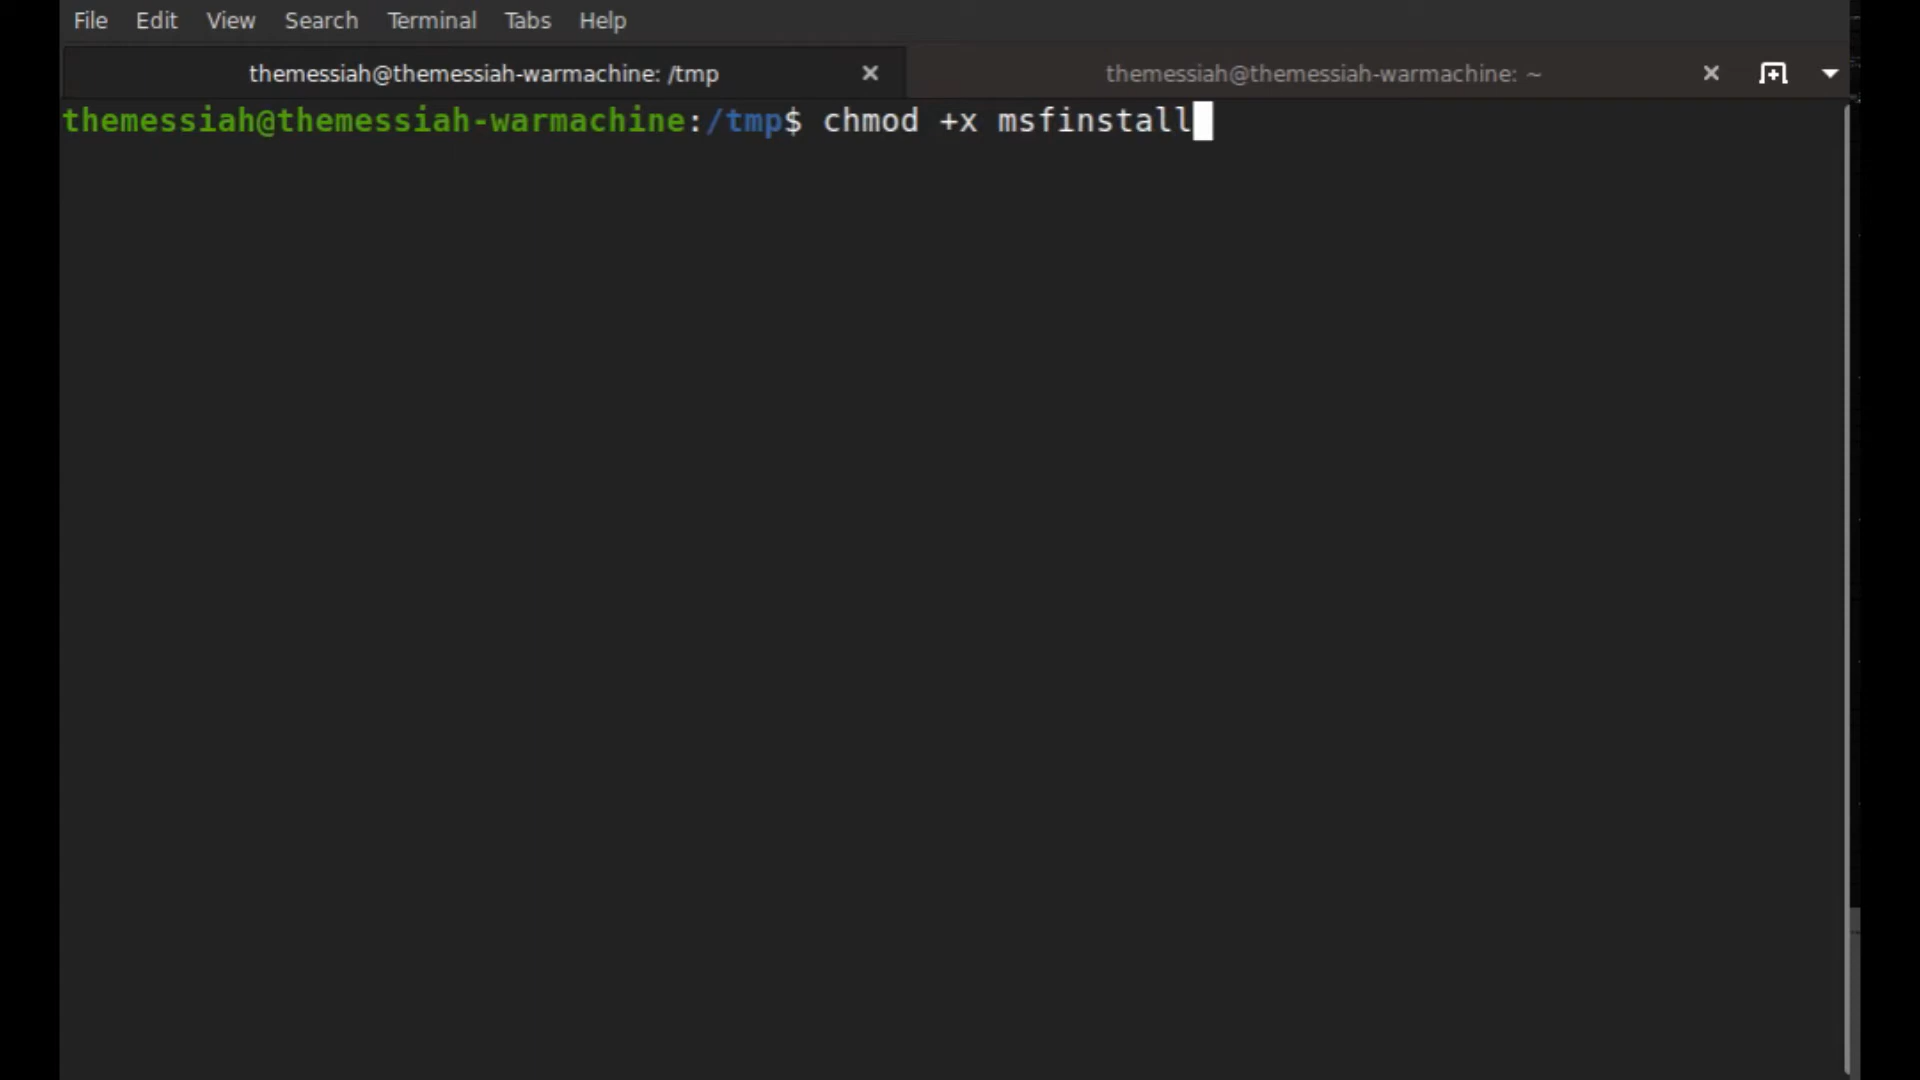 File Edit View Search Terminal Tabs Help
themessiah@themessiah-warmachine: /tmp themessiah@themessiah-warmachine: ~
themessiah@themessiah-warmachine:/tmp$ chmod +x msfinstall